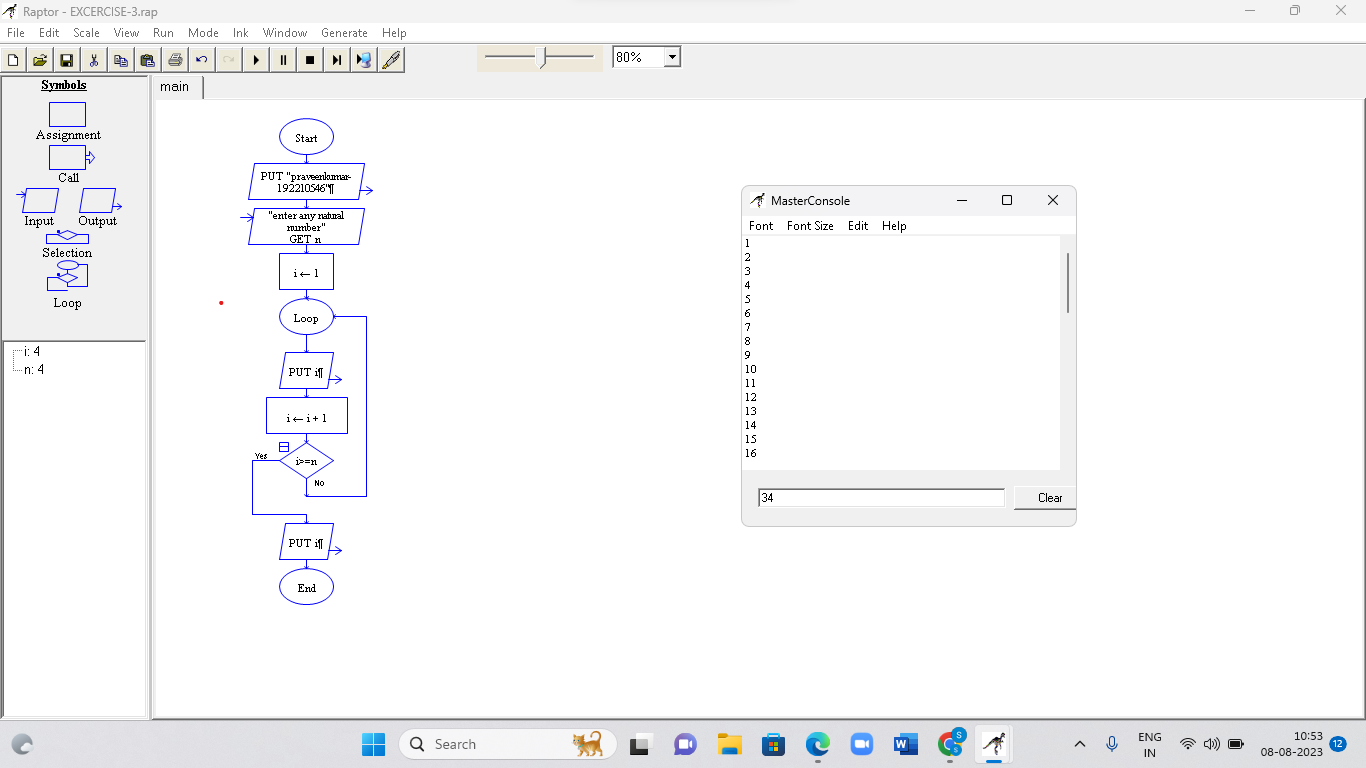 Raptor - EXCERCISE-3.rap
File Edit Scale View Run Mode Ink Window Generate Help
80%
Symbols
Assignment
Call
Input Output
Selection
Loop
i: 4
n: 4
main
Start
PUT "praveenkumar-
192210546"¶
"enter any natural
number"
GET n
i ← 1
Loop
PUT i¶
i ← i + 1
Yes
i>=n
No
PUT i¶
End
MasterConsole
Font Font Size Edit Help
1
2
3
4
5
6
7
8
9
10
11
12
13
14
15
16
34
Clear
Search
S
W
ENG
IN
10:53
08-08-2023
12